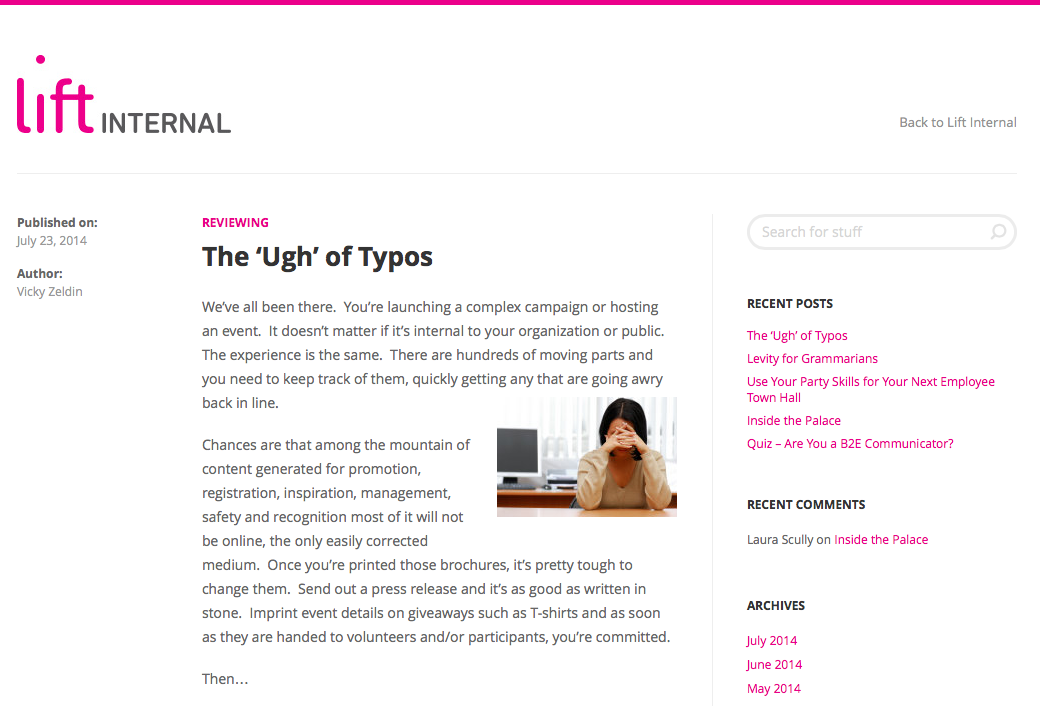 lift INTERNAL
Back to Lift Internal
Published on:
July 23, 2014
Author:
Vicky Zeldin
REVIEWING
The ‘Ugh’ of Typos
We’ve all been there.  You’re launching a complex campaign or hosting
an event.  It doesn’t matter if it’s internal to your organization or public.
The experience is the same.  There are hundreds of moving parts and
you need to keep track of them, quickly getting any that are going awry
back in line.
Chances are that among the mountain of
content generated for promotion,
registration, inspiration, management,
safety and recognition most of it will not
be online, the only easily corrected
medium.  Once you’re printed those brochures, it’s pretty tough to
change them.  Send out a press release and it’s as good as written in
stone.  Imprint event details on giveaways such as T-shirts and as soon
as they are handed to volunteers and/or participants, you’re committed.
Then…
Search for stuff
RECENT POSTS
The ‘Ugh’ of Typos
Levity for Grammarians
Use Your Party Skills for Your Next Employee
Town Hall
Inside the Palace
Quiz – Are You a B2E Communicator?
RECENT COMMENTS
Laura Scully on Inside the Palace
ARCHIVES
July 2014
June 2014
May 2014